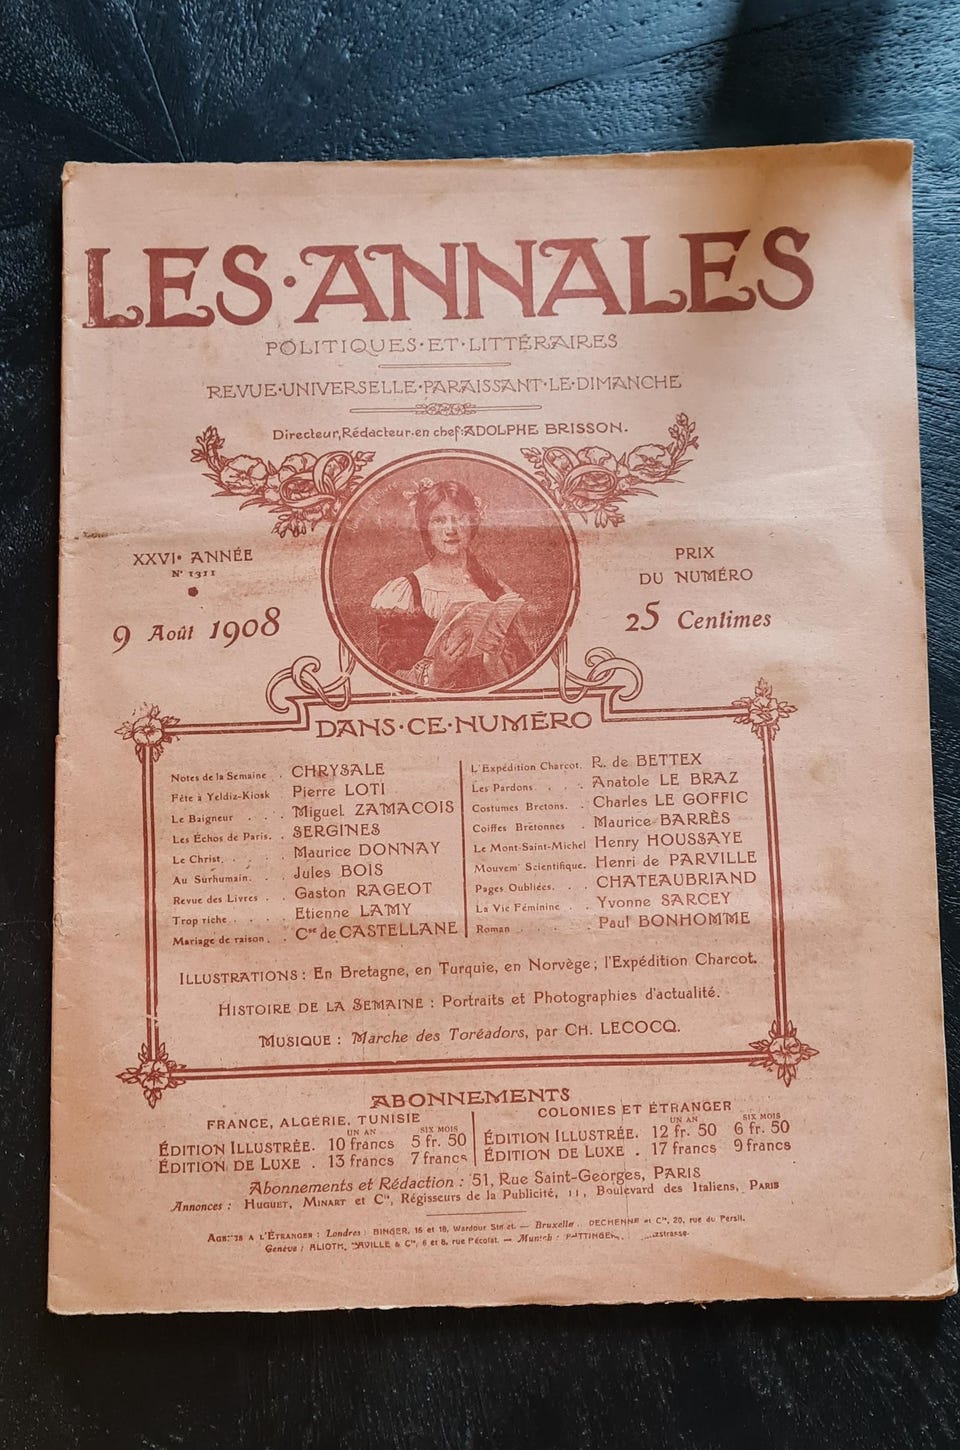 LES·ANNALES
POLITIQUES·ET·LITTÉRAIRES
REVUE·UNIVERSELLE·PARAISSANT·LE·DIMANCHE
Directeur, Rédacteur·en chef: ADOLPHE BRISSON.
XXVI• ANNÉE
N° 1311
9 Août 1908
PRIX
DU NUMÉRO
25 Centimes
DANS·CE·NUMÉRO
Notes de la Semaine . . CHRYSALE
Fête à Yeldiz-Kiosk . Pierre LOTI
Le Baigneur . . . Miguel ZAMACOIS
Les Échos de Paris. . SERGINES
Le Christ. . . . Maurice DONNAY
Au Surhumain. . . Jules BOIS
Revue des Livres . . Gaston RAGEOT
Trop riche . . . . Etienne LAMY
Mariage de raison . . Cse de CASTELLANE
L'Expédition Charcot. R. de BETTEX
Les Pardons . . . . Anatole LE BRAZ
Costumes Bretons. . Charles LE GOFFIC
Coiffes Bretonnes . Maurice BARRÈS
Le Mont-Saint-Michel Henry HOUSSAYE
Mouvemt Scientifique. Henri de PARVILLE
Pages Oubliées. . . CHATEAUBRIAND
La Vie Féminine . . Yvonne SARCEY
Roman . . . . . Paul BONHOMME
ILLUSTRATIONS : En Bretagne, en Turquie, en Norvège ; l'Expédition Charcot.
HISTOIRE DE LA SEMAINE : Portraits et Photographies d'actualité.
MUSIQUE : Marche des Toréadors, par CH. LECOCQ.
ABONNEMENTS
FRANCE, ALGÉRIE, TUNISIE
UN AN SIX MOIS
ÉDITION ILLUSTRÉE. 10 francs 5 fr. 50
ÉDITION DE LUXE . 13 francs 7 francs
COLONIES ET ÉTRANGER
UN AN SIX MOIS
ÉDITION ILLUSTRÉE. 12 fr. 50 6 fr. 50
ÉDITION DE LUXE . 17 francs 9 francs
Abonnements et Rédaction : 51, Rue Saint-Georges, PARIS
Annonces : HUGUET, MINART et Cie, Régisseurs de la Publicité, 11, Boulevard des Italiens, PARIS
A L'ÉTRANGER : Londres : BINGER, 16 et 18, Wardour — DECHENNE et Cie, 20, rue du Persil.
Genève : ALIOTH, & Cie, 6 et 8, rue Pécolat. — Munich :